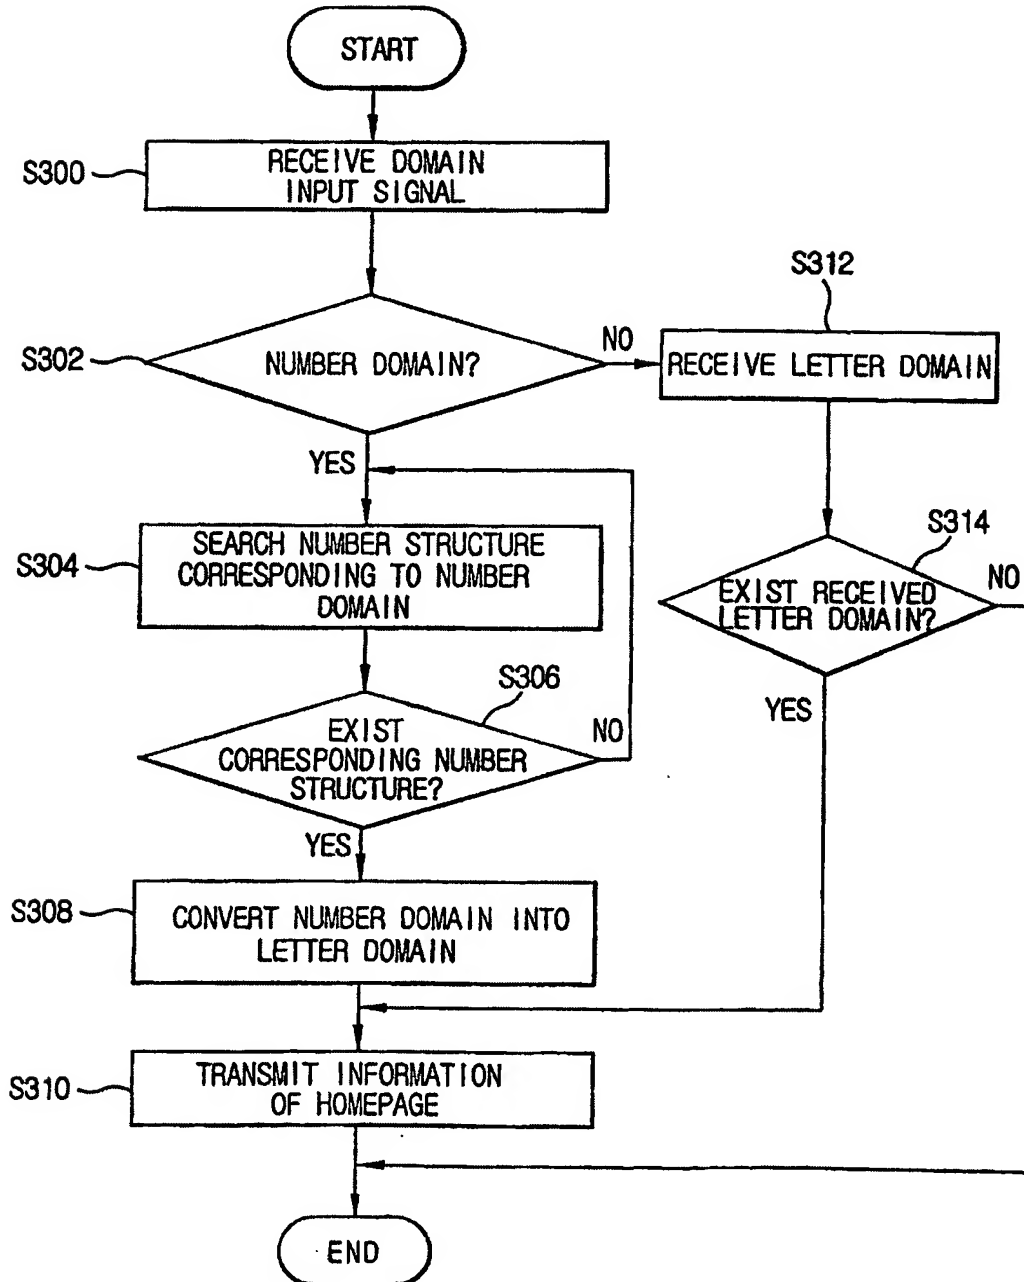 START
S300
RECEIVE DOMAIN
INPUT SIGNAL
S302
NUMBER DOMAIN?
NO
S312
RECEIVE LETTER DOMAIN
YES
S304
SEARCH NUMBER STRUCTURE
CORRESPONDING TO NUMBER
DOMAIN
S314
EXIST RECEIVED
LETTER DOMAIN?
NO
YES
S306
EXIST
CORRESPONDING NUMBER
STRUCTURE?
NO
YES
S308
CONVERT NUMBER DOMAIN INTO
LETTER DOMAIN
S310
TRANSMIT INFORMATION
OF HOMEPAGE
END